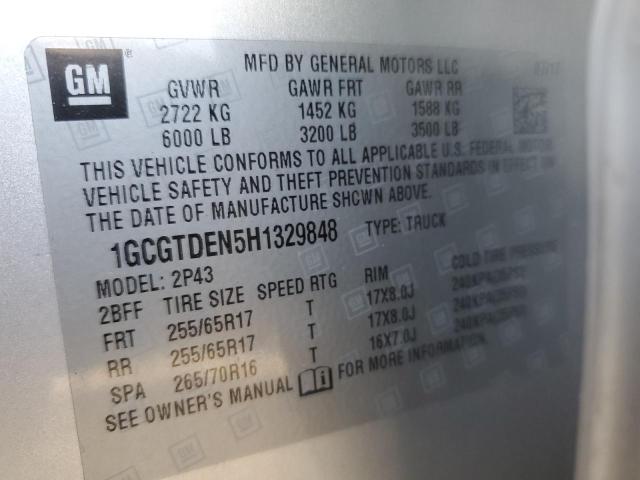 GM
MFD BY GENERAL MOTORS LLC
GVWR GAWR FRT GAWR RR
2722 KG 1452 KG 1588 KG
6000 LB 3200 LB 3500 LB
THIS VEHICLE CONFORMS TO ALL APPLICABLE U.S. FEDERAL MOTOR
VEHICLE SAFETY AND THEFT PREVENTION STANDARDS IN EFFECT ON
THE DATE OF MANUFACTURE SHOWN ABOVE.
1GCGTDEN5H1329848 TYPE: TRUCK
MODEL: 2P43
2BFF TIRE SIZE SPEED RTG RIM COLD TIRE PRESSURE
FRT 255/65R17 T 17X8.0J
RR 255/65R17 T 17X8.0J
SPA 265/70R16 T 16X7.0J
SEE OWNER'S MANUAL FOR MORE INFORMATION.